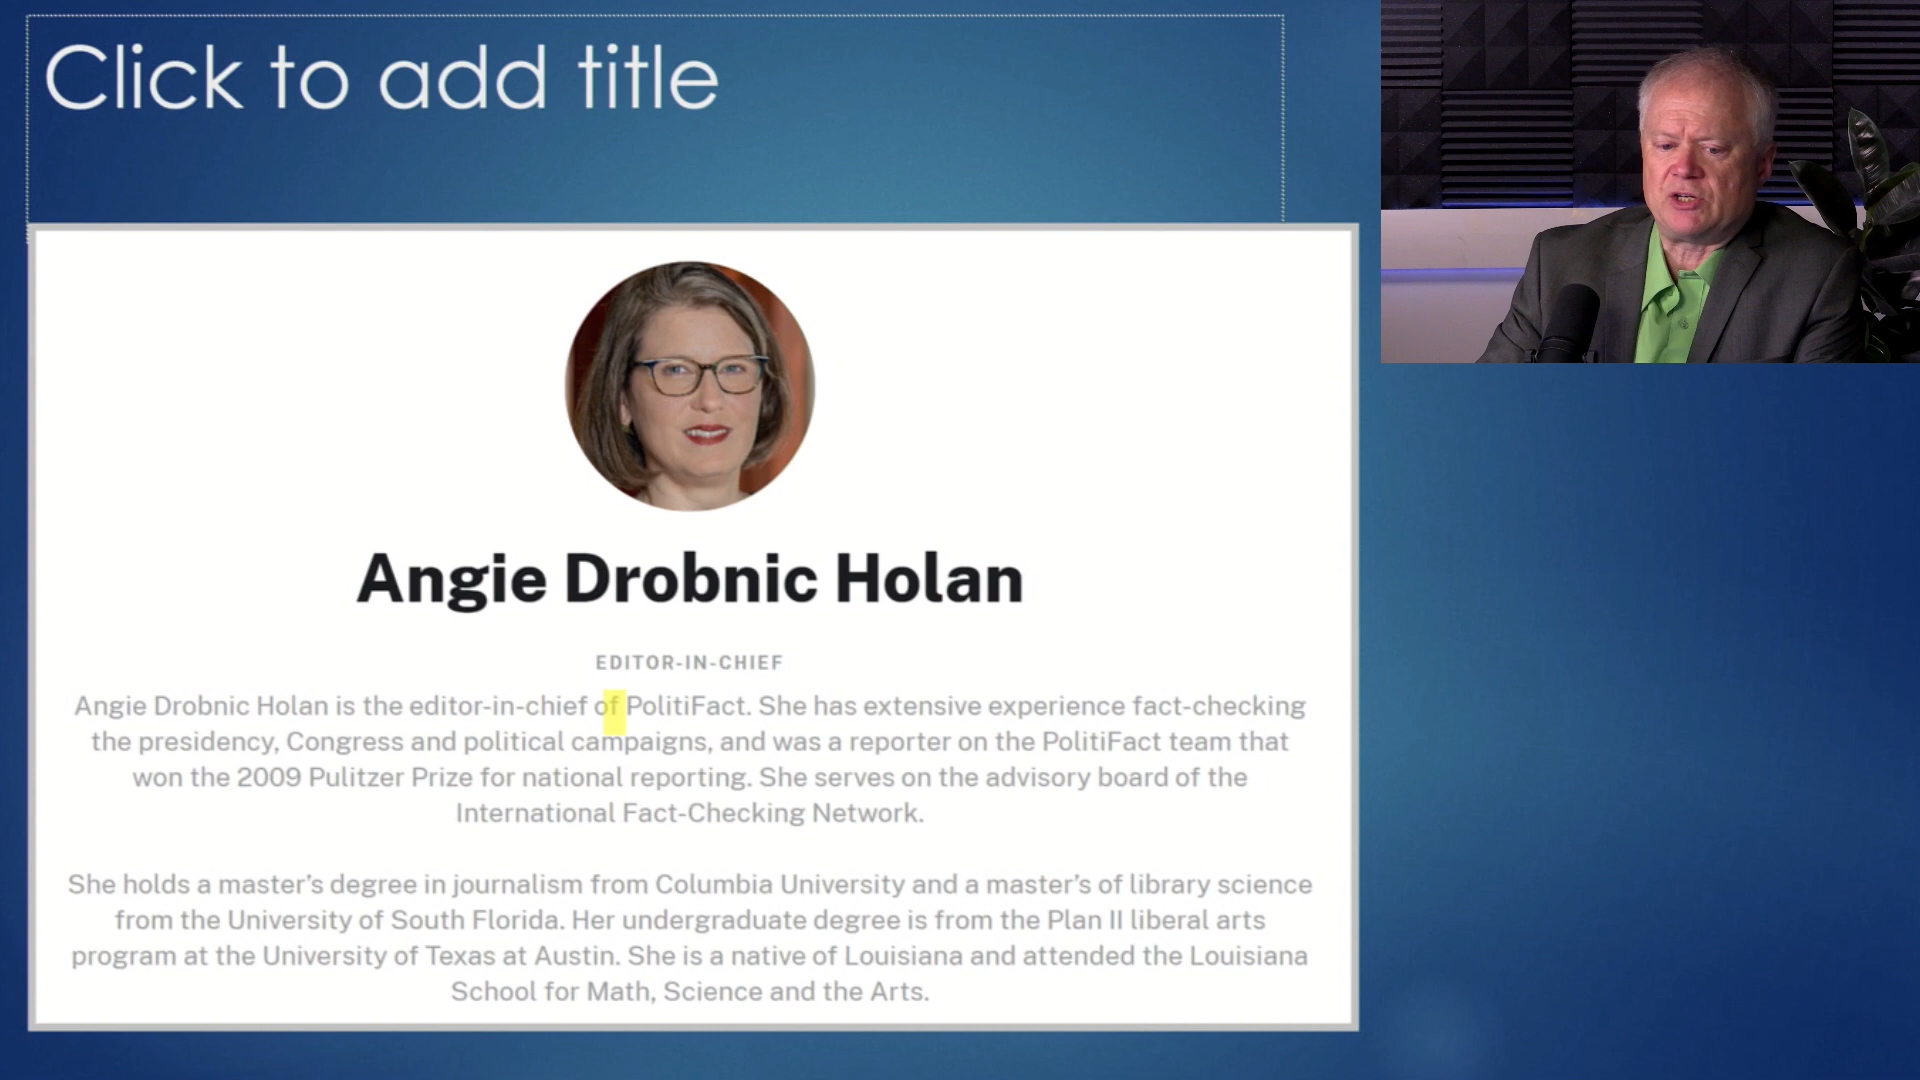 Click to add title
Angie Drobnic Holan
EDITOR-IN-CHIEF
Angie Drobnic Holan is the editor-in-chief of PolitiFact. She has extensive experience fact-checking
the presidency, Congress and political campaigns, and was a reporter on the PolitiFact team that
won the 2009 Pulitzer Prize for national reporting. She serves on the advisory board of the
International Fact-Checking Network.
She holds a master’s degree in journalism from Columbia University and a master’s of library science
from the University of South Florida. Her undergraduate degree is from the Plan II liberal arts
program at the University of Texas at Austin. She is a native of Louisiana and attended the Louisiana
School for Math, Science and the Arts.